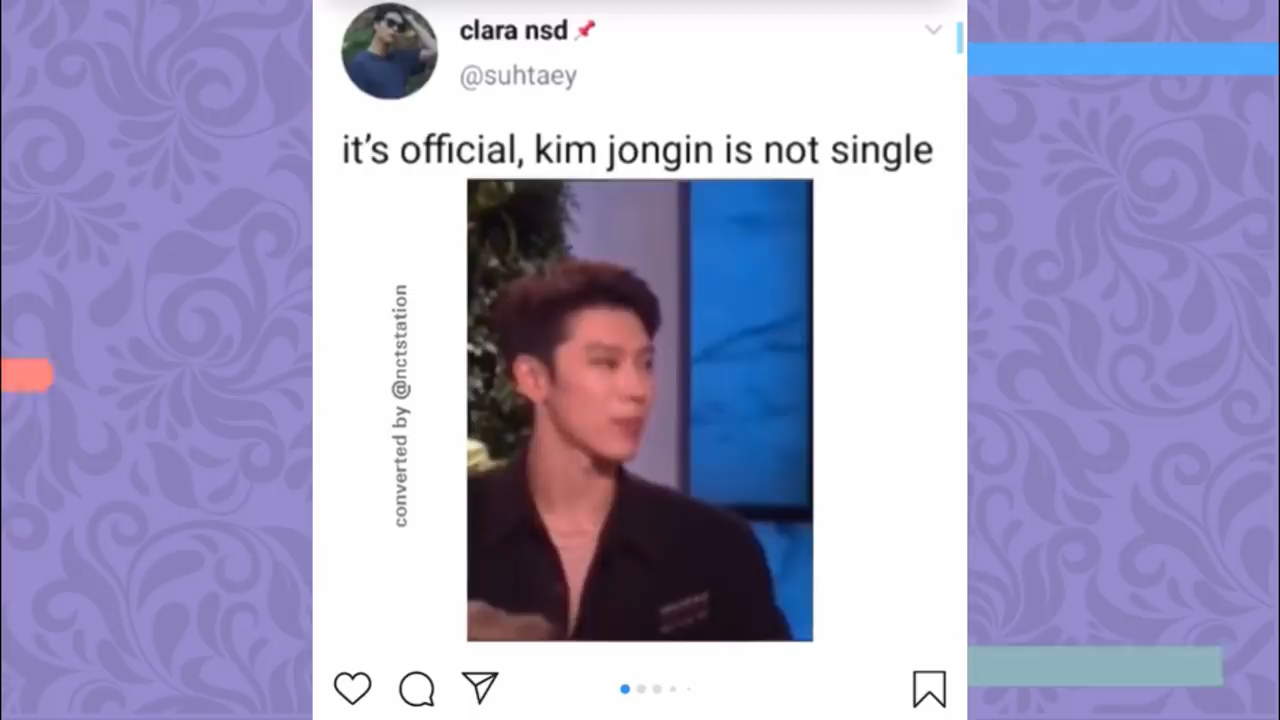 clara nsd📌
@suhtaey
it's official, kim jongin is not single
converted by @nctstation